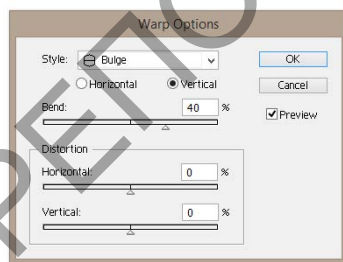 Warp Options
Style: Bulge
Horizontal Vertical
Bend: 40 %
Distortion
Horizontal: 0 %
Vertical: 0 %
OK
Cancel
Preview